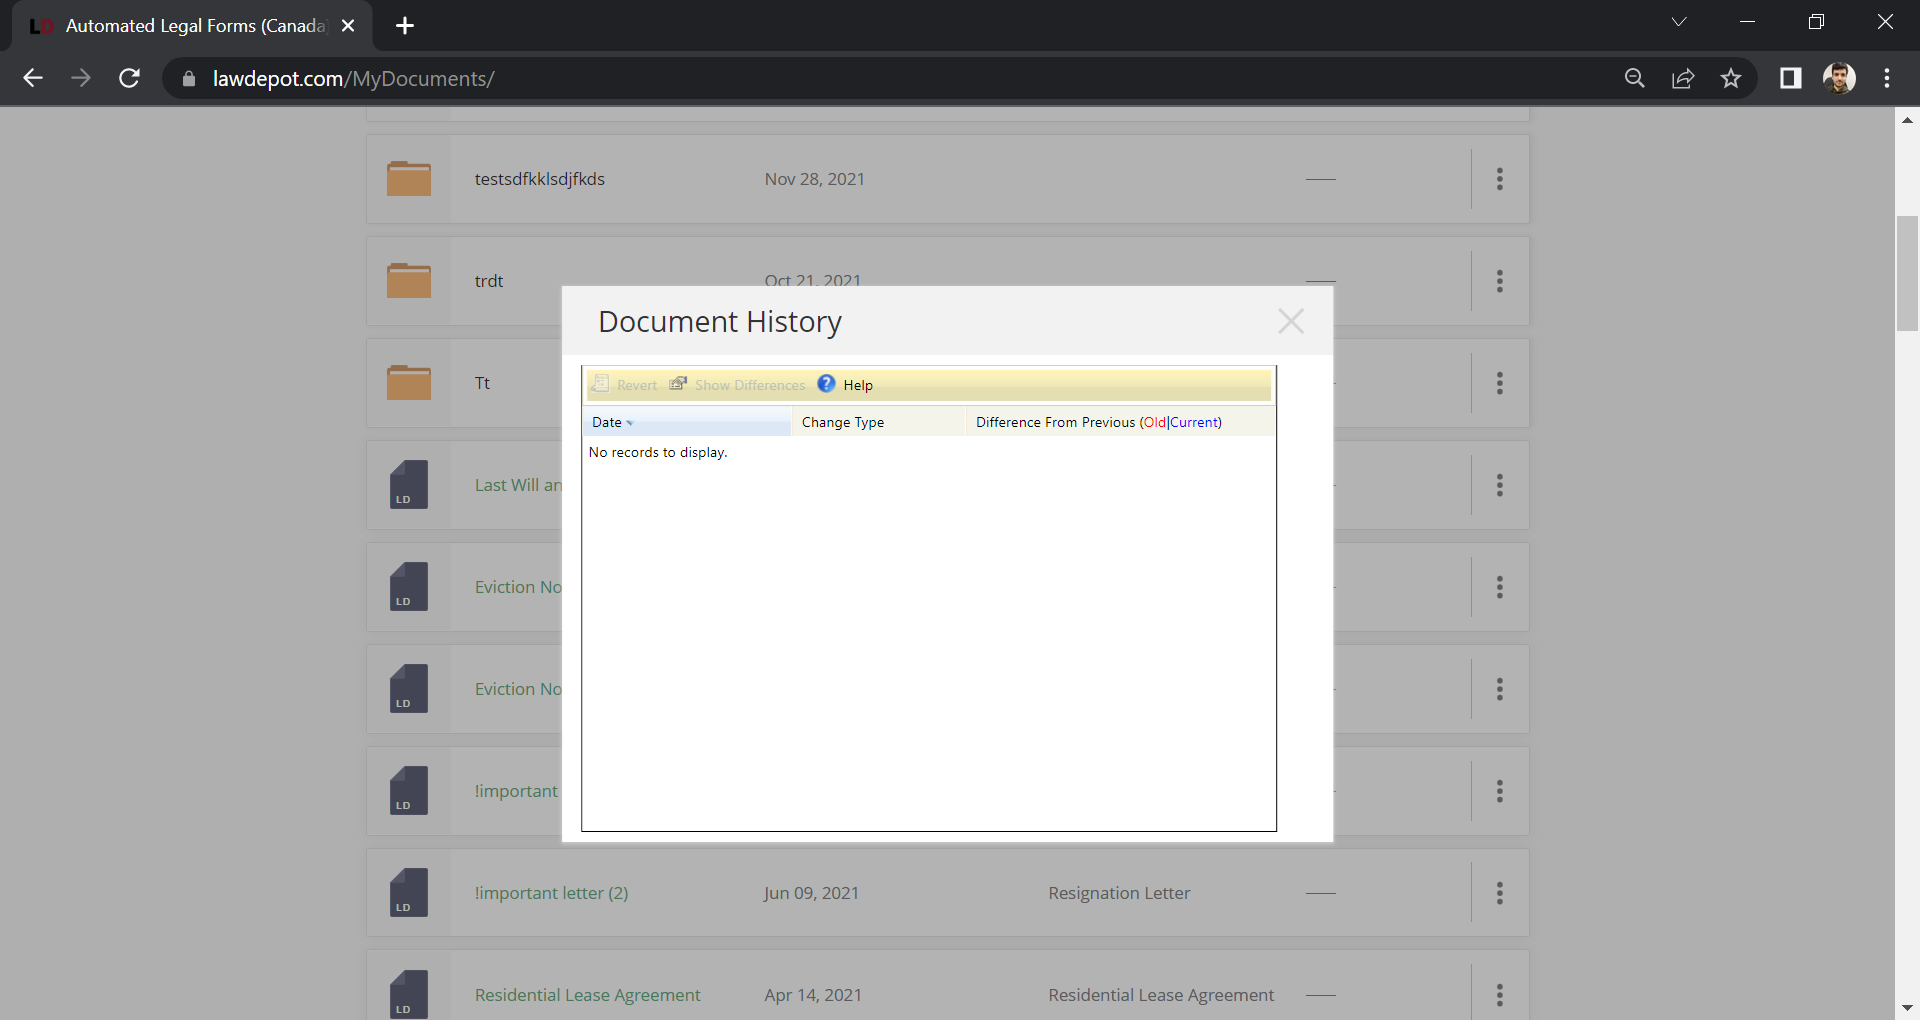 LD Automated Legal Forms (Canada
lawdepot.com/MyDocuments/
testsdfkklsdjfkds Nov 28, 2021
trdt Oct 21, 2021
Document History
Revert Show Differences ? Help
Tt
Date Change Type Difference From Previous (Old|Current)
No records to display.
LD Last Will an
LD Eviction No
LD Eviction No
LD !important
LD !important letter (2) Jun 09, 2021 Resignation Letter
LD Residential Lease Agreement Apr 14, 2021 Residential Lease Agreement